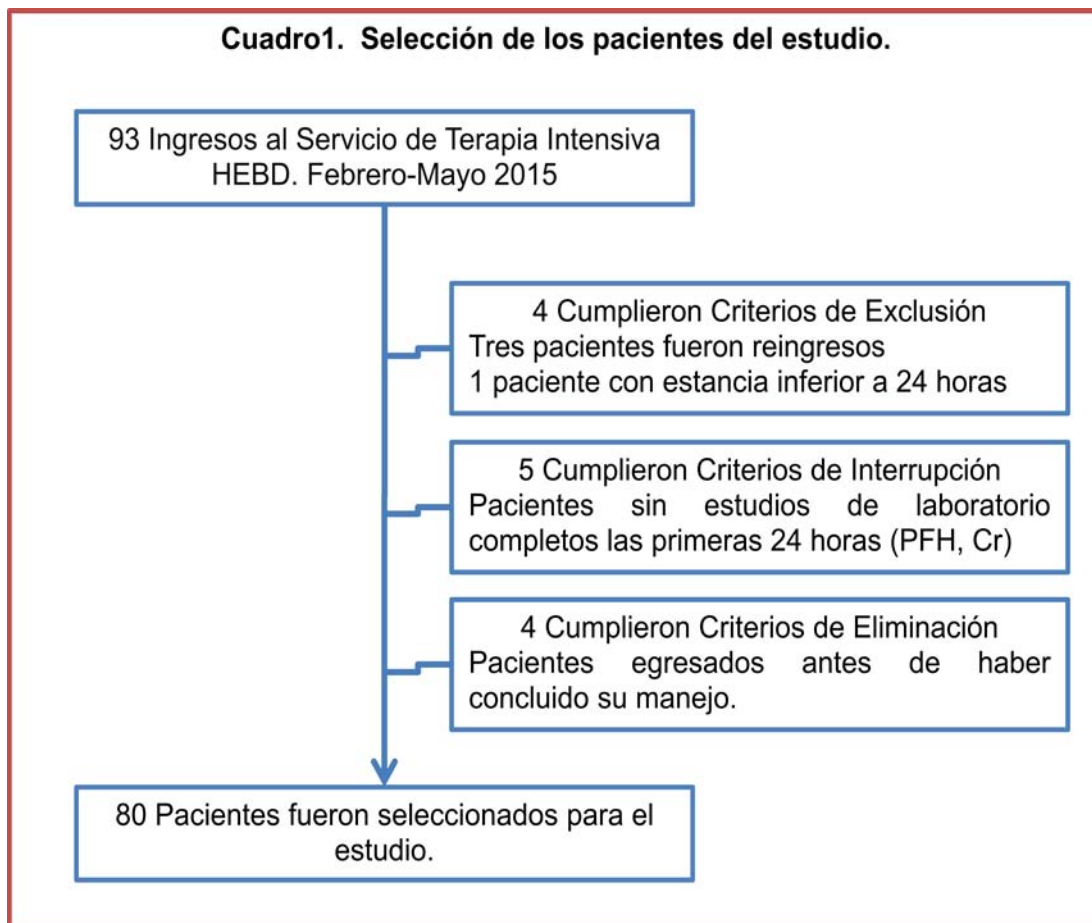 Cuadro1. Selección de los pacientes del estudio.
93 Ingresos al Servicio de Terapia Intensiva
HEBD. Febrero-Mayo 2015
4 Cumplieron Criterios de Exclusión
Tres pacientes fueron reingresos
1 paciente con estancia inferior a 24 horas
5 Cumplieron Criterios de Interrupción
Pacientes sin estudios de laboratorio
completos las primeras 24 horas (PFH, Cr)
4 Cumplieron Criterios de Eliminación
Pacientes egresados antes de haber
concluido su manejo.
80 Pacientes fueron seleccionados para el
estudio.